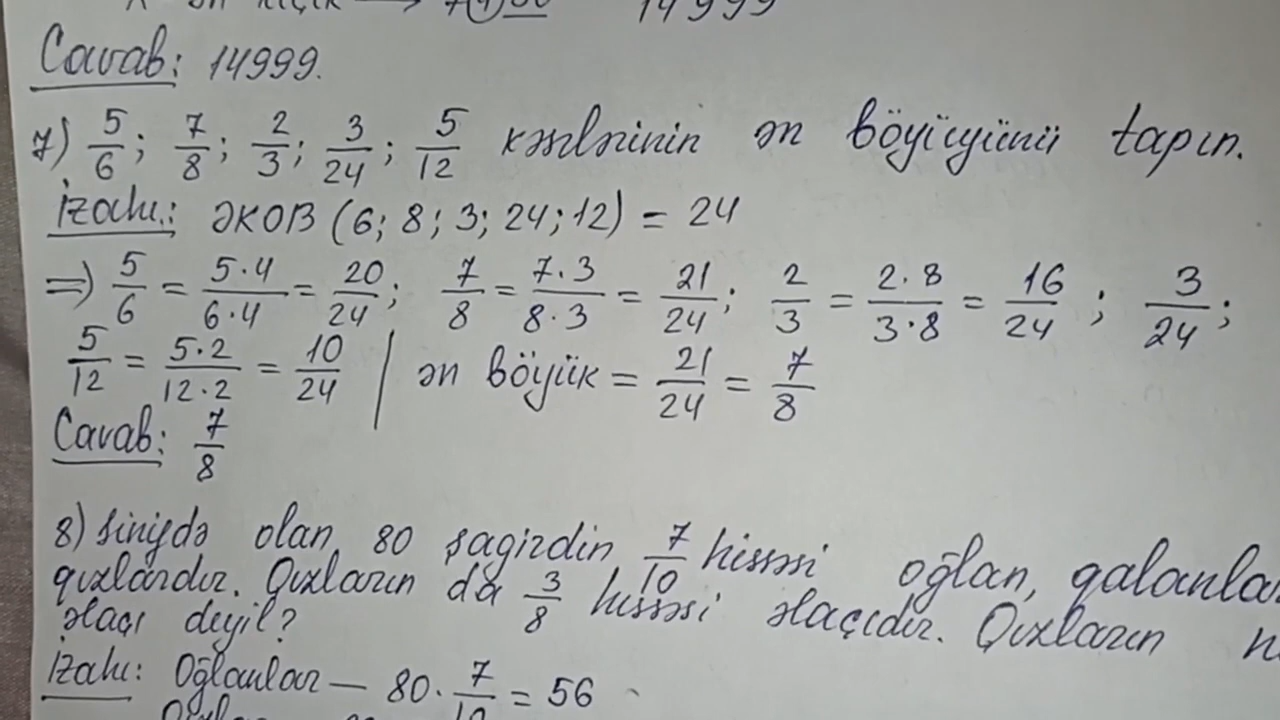 14999
Cavab: 14999.
7) 5/6; 7/8; 2/3; 3/24; 5/12 kəsrlərinin ən böyüyünü tapın.
İzahı: ƏKOB (6; 8; 3; 24; 12) = 24
=> 5/6 = 5·4/6·4 = 20/24; 7/8 = 7·3/8·3 = 21/24; 2/3 = 2·8/3·8 = 16/24; 3/24;
5/12 = 5·2/12·2 = 10/24 | ən böyük = 21/24 = 7/8
Cavab: 7/8
8) Sinifdə olan 80 şagirdin 7/10 hissəsi oğlan, qalanlar
qızlardır. Qızların da 3/8 hissəsi əlaçıdır. Qızların
əlaçı deyil?
İzahı: Oğlanlar — 80 · 7/10 = 56